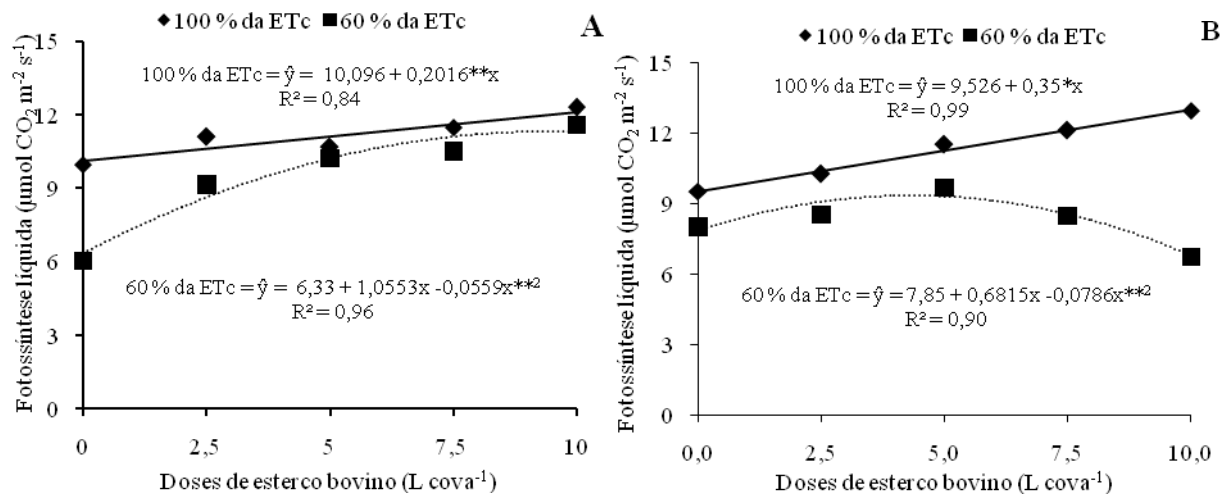 A
◆ 100 % da ETc ■ 60 % da ETc
Fotossíntese líquida (µmol CO₂ m⁻² s⁻¹)
15
12
9
6
3
0
100 % da ETc = ŷ = 10,096 + 0,2016**x
R² = 0,84
60 % da ETc = ŷ = 6,33 + 1,0553x -0,0559x**²
R² = 0,96
0
2,5
5
7,5
10
Doses de esterco bovino (L cova⁻¹)
B
◆ 100 % da ETc ■ 60 % da ETc
Fotossíntese líquida (µmol CO₂ m⁻² s⁻¹)
15
12
9
6
3
0
100 % da ETc = ŷ = 9,526 + 0,35*x
R² = 0,99
60 % da ETc = ŷ = 7,85 + 0,6815x -0,0786x**²
R² = 0,90
0,0
2,5
5,0
7,5
10,0
Doses de esterco bovino (L cova⁻¹)